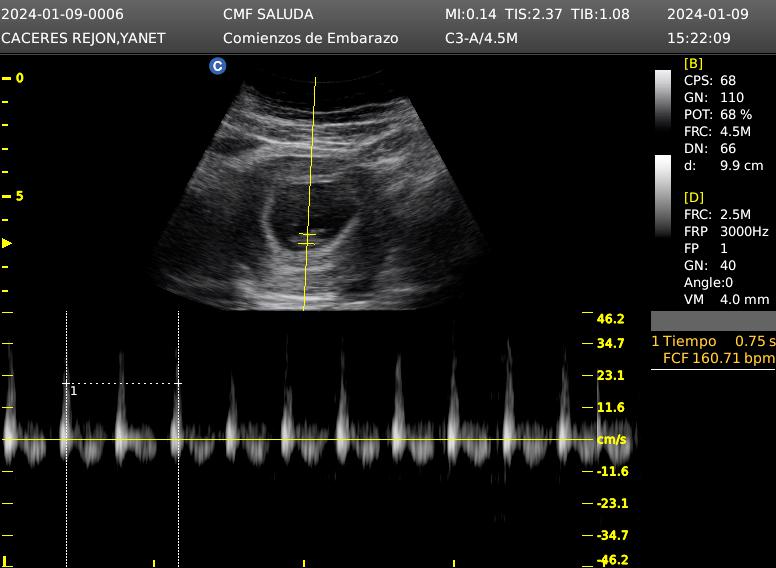 2024-01-09-0006 CMF SALUDA MI:0.14 TIS:2.37 TIB:1.08 2024-01-09
CACERES REJON,YANET Comienzos de Embarazo C3-A/4.5M 15:22:09
C
0
5
[B]
CPS: 68
GN: 110
POT: 68 %
FRC: 4.5M
DN: 66
d: 9.9 cm
[D]
FRC: 2.5M
FRP 3000Hz
FP 1
GN: 40
Angle:0
VM 4.0 mm
1 Tiempo 0.75 s
FCF 160.71 bpm
1
46.2
34.7
23.1
11.6
cm/s
-11.6
-23.1
-34.7
-46.2